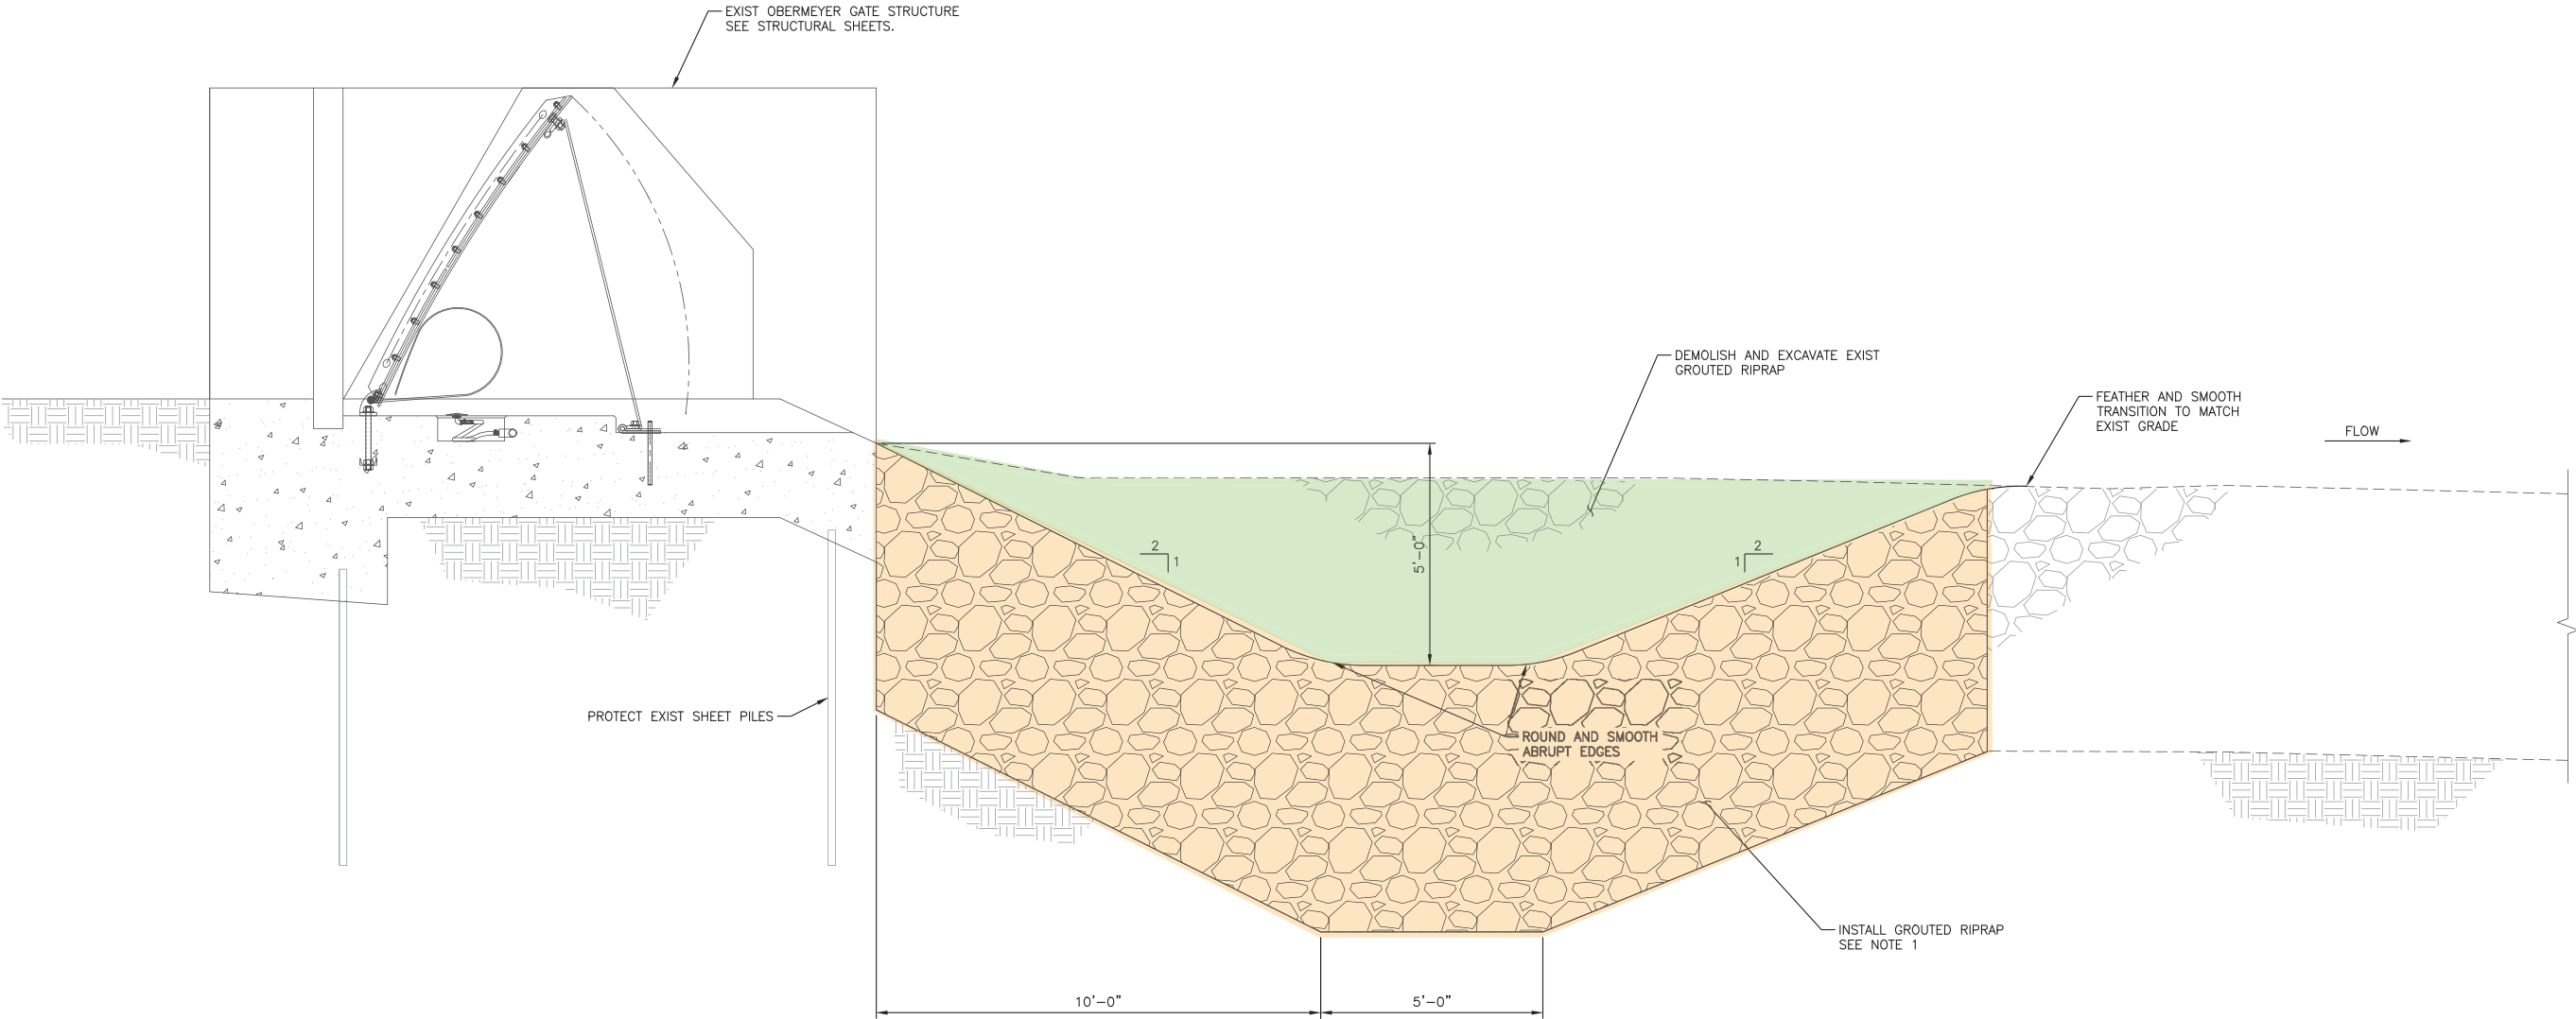 EXIST OBERMEYER GATE STRUCTURE
SEE STRUCTURAL SHEETS.
DEMOLISH AND EXCAVATE EXIST
GROUTED RIPRAP
FEATHER AND SMOOTH
TRANSITION TO MATCH
EXIST GRADE
FLOW
2
1
5'-0"
2
1
PROTECT EXIST SHEET PILES
ROUND AND SMOOTH
ABRUPT EDGES
INSTALL GROUTED RIPRAP
SEE NOTE 1
10'-0"
5'-0"